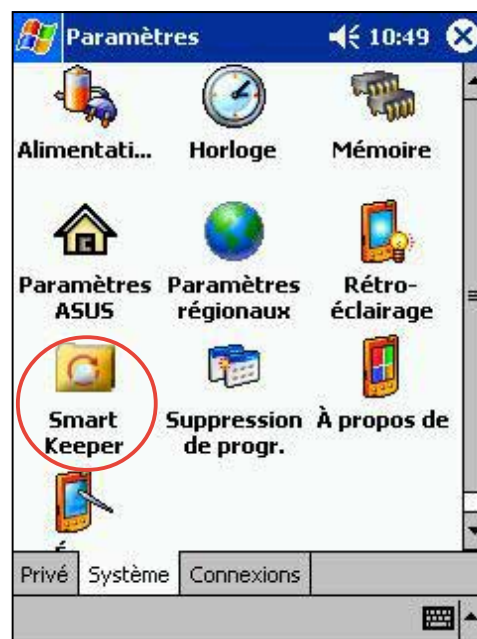 Paramètres 10:49
Alimentati... Horloge Mémoire
Paramètres ASUS
Paramètres régionaux
Rétro-
éclairage
Smart
Keeper
Suppression
de progr.
À propos de
Privé Système Connexions